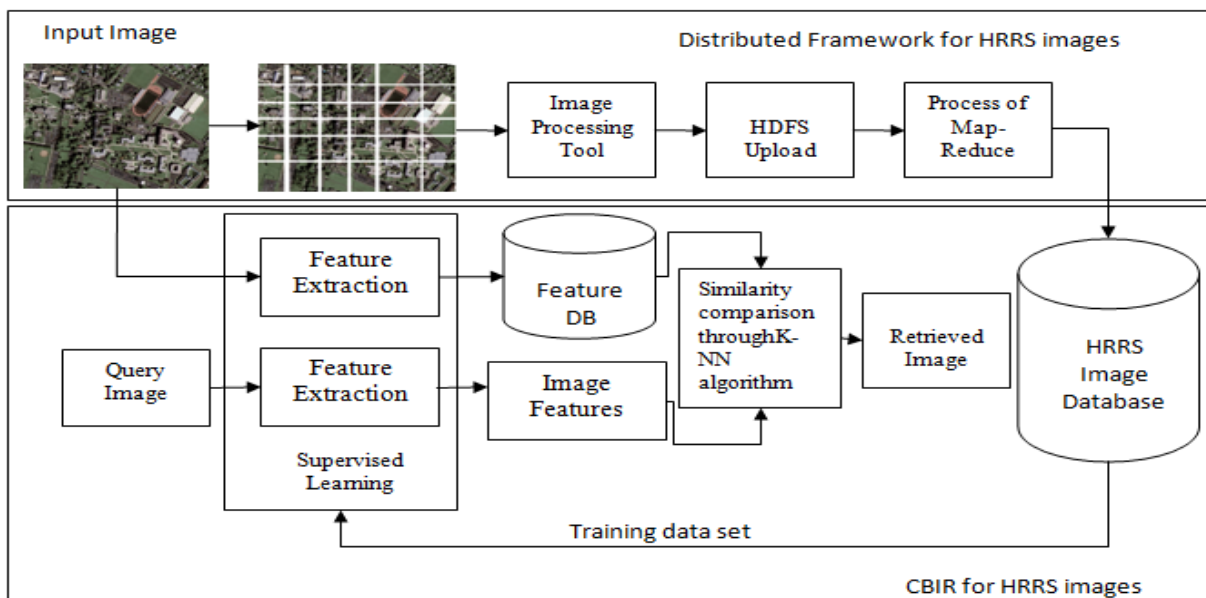 Input Image
Distributed Framework for HRRS images
Image
Processing
Tool
HDFS
Upload
Process of
Map-
Reduce
Feature
Extraction
Feature
DB
Similarity
comparison
throughK-
NN
algorithm
Retrieved
Image
HRRS
Image
Database
Query
Image
Feature
Extraction
Image
Features
Supervised
Learning
Training data set
CBIR for HRRS images